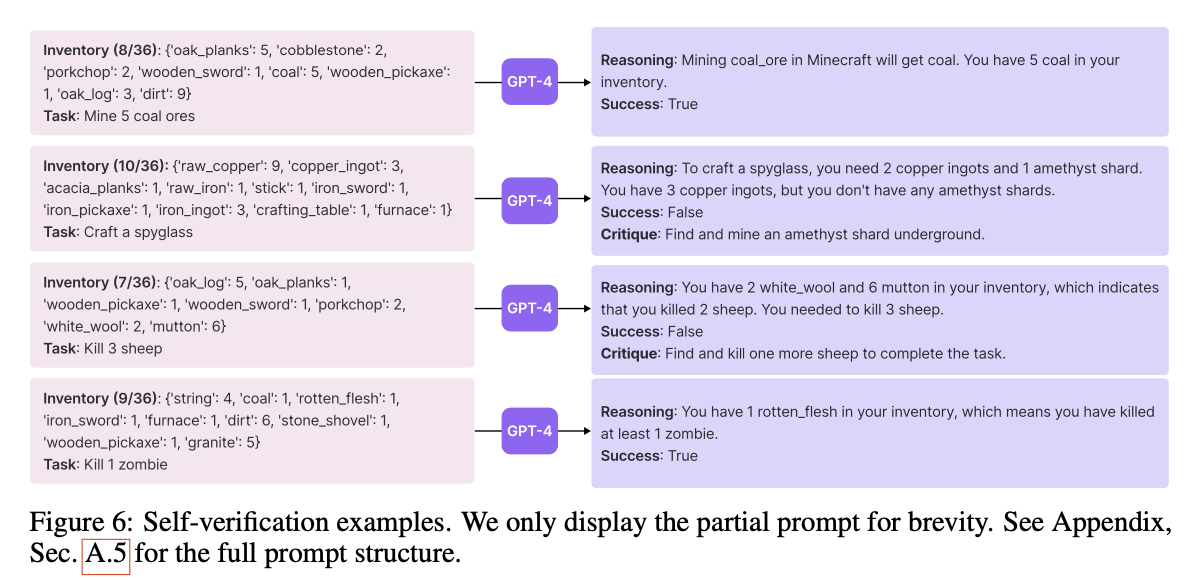 Inventory (8/36): {'oak_planks': 5, 'cobblestone': 2,
'porkchop': 2, 'wooden_sword': 1, 'coal': 5, 'wooden_pickaxe':
1, 'oak_log': 3, 'dirt': 9}
Task: Mine 5 coal ores
GPT-4
Reasoning: Mining coal_ore in Minecraft will get coal. You have 5 coal in your
inventory.
Success: True
Inventory (10/36): {'raw_copper': 9, 'copper_ingot': 3,
'acacia_planks': 1, 'raw_iron': 1, 'stick': 1, 'iron_sword': 1,
'iron_pickaxe': 1, 'iron_ingot': 3, 'crafting_table': 1, 'furnace': 1}
Task: Craft a spyglass
GPT-4
Reasoning: To craft a spyglass, you need 2 copper ingots and 1 amethyst shard.
You have 3 copper ingots, but you don't have any amethyst shards.
Success: False
Critique: Find and mine an amethyst shard underground.
Inventory (7/36): {'oak_log': 5, 'oak_planks': 1,
'wooden_pickaxe': 1, 'wooden_sword': 1, 'porkchop': 2,
'white_wool': 2, 'mutton': 6}
Task: Kill 3 sheep
GPT-4
Reasoning: You have 2 white_wool and 6 mutton in your inventory, which indicates
that you killed 2 sheep. You needed to kill 3 sheep.
Success: False
Critique: Find and kill one more sheep to complete the task.
Inventory (9/36): {'string': 4, 'coal': 1, 'rotten_flesh': 1,
'iron_sword': 1, 'furnace': 1, 'dirt': 6, 'stone_shovel': 1,
'wooden_pickaxe': 1, 'granite': 5}
Task: Kill 1 zombie
GPT-4
Reasoning: You have 1 rotten_flesh in your inventory, which means you have killed
at least 1 zombie.
Success: True
Figure 6: Self-verification examples. We only display the partial prompt for brevity. See Appendix,
Sec. A.5 for the full prompt structure.